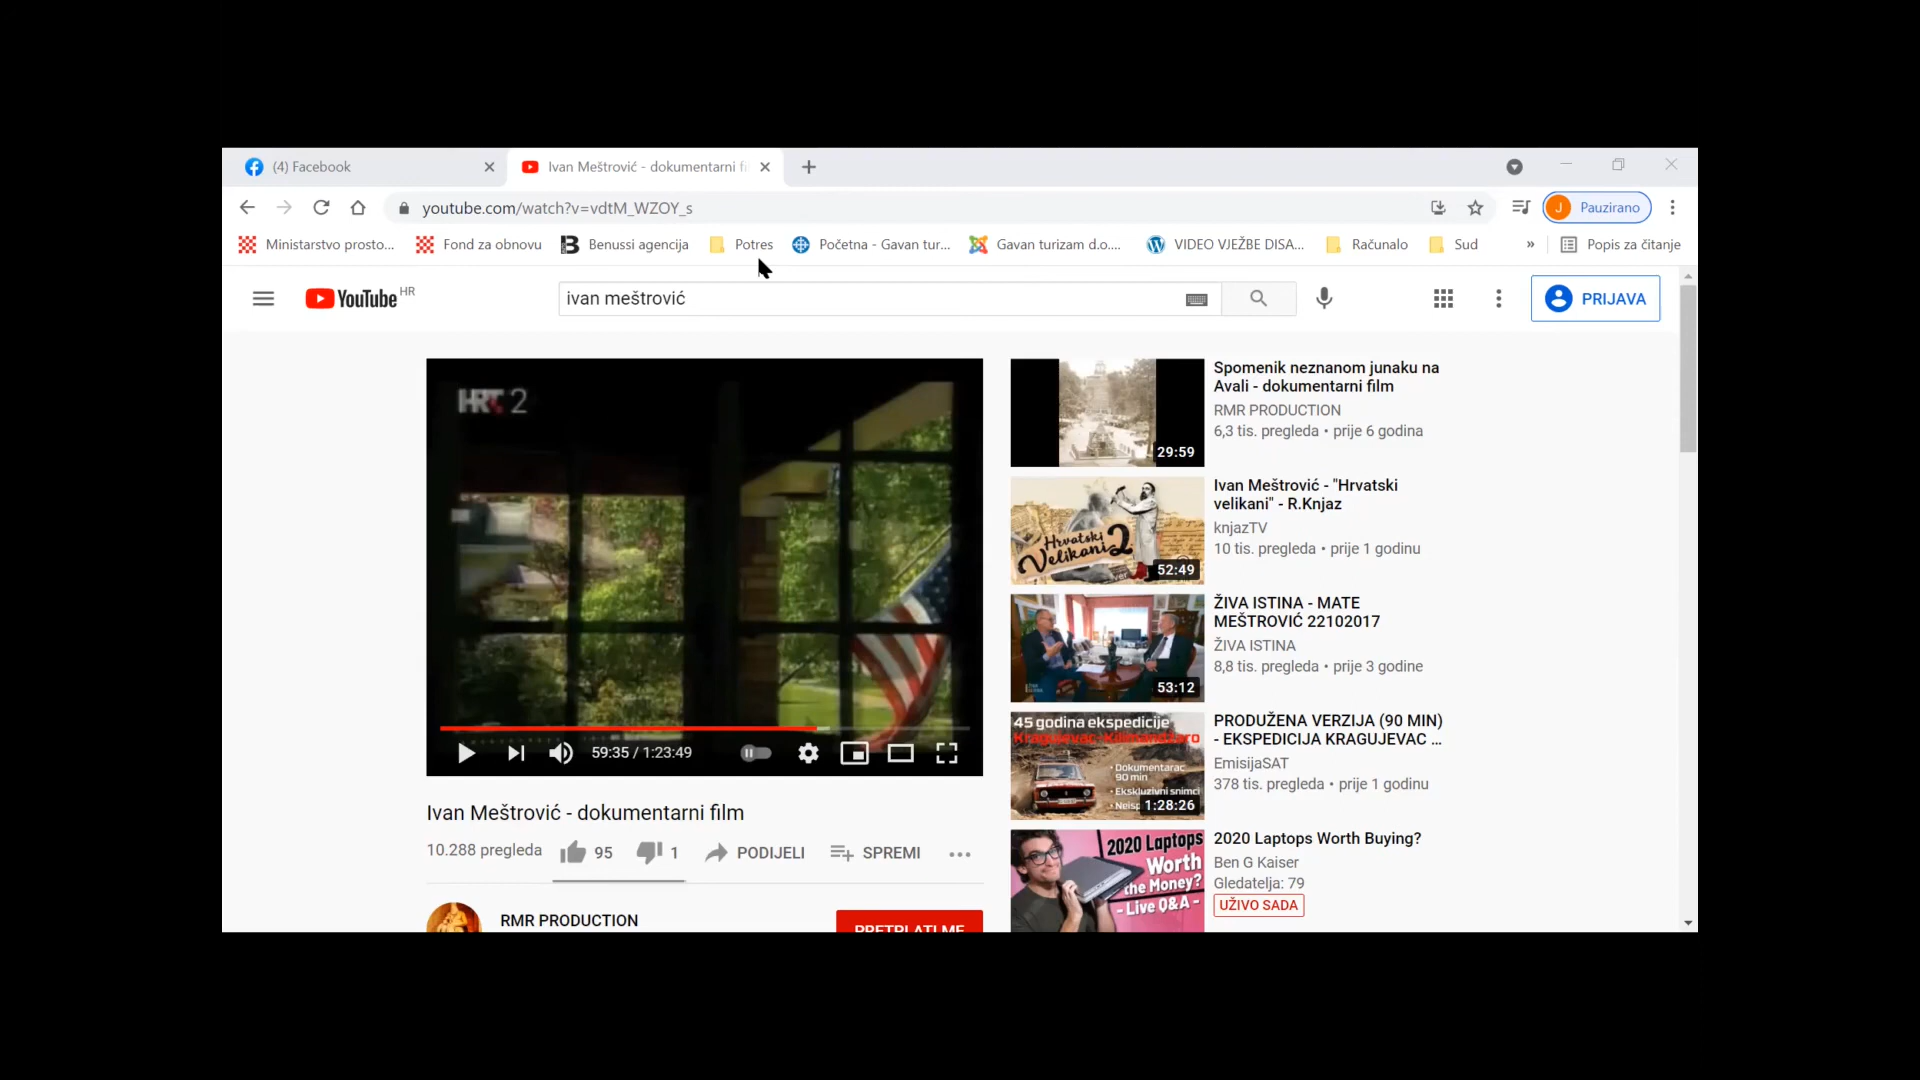 (4) Facebook
Ivan Meštrović - dokumentarni fi
youtube.com/watch?v=vdtM_WZOY_s
J Pauzirano
Ministarstvo prosto...
Fond za obnovu
Benussi agencija
Potres
Početna - Gavan tur...
Gavan turizam d.o....
VIDEO VJEŽBE DISA...
Računalo
Sud
»
Popis za čitanje
YouTube HR
ivan meštrović
PRIJAVA
HRT 2
59:35 / 1:23:49
Ivan Meštrović - dokumentarni film
10.288 pregleda
95
1
PODIJELI
SPREMI
RMR PRODUCTION
PRETPLATI ME
29:59
Spomenik neznanom junaku na
Avali - dokumentarni film
RMR PRODUCTION
6,3 tis. pregleda • prije 6 godina
Hrvatski
Velikani 2
52:49
Ivan Meštrović - "Hrvatski
velikani" - R.Knjaz
knjazTV
10 tis. pregleda • prije 1 godinu
53:12
ŽIVA ISTINA - MATE
MEŠTROVIĆ 22102017
ŽIVA ISTINA
8,8 tis. pregleda • prije 3 godine
45 godina ekspedicije
Kragujevac-Kilimandžaro
• Dokumentarac
90 min
• Ekskluzivni snimci
• Neisp
1:28:26
PRODUŽENA VERZIJA (90 MIN)
- EKSPEDICIJA KRAGUJEVAC ...
EmisijaSAT
378 tis. pregleda • prije 1 godinu
2020 Laptops
Worth
the Money?
- Live Q&A -
2020 Laptops Worth Buying?
Ben G Kaiser
Gledatelja: 79
UŽIVO SADA